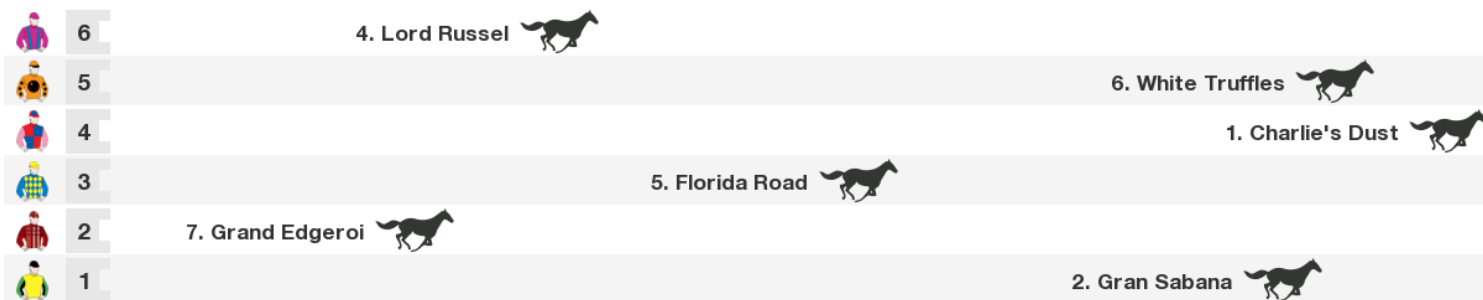 6 4. Lord Russel
5 6. White Truffles
4 1. Charlie's Dust
3 5. Florida Road
2 7. Grand Edgeroi
1 2. Gran Sabana